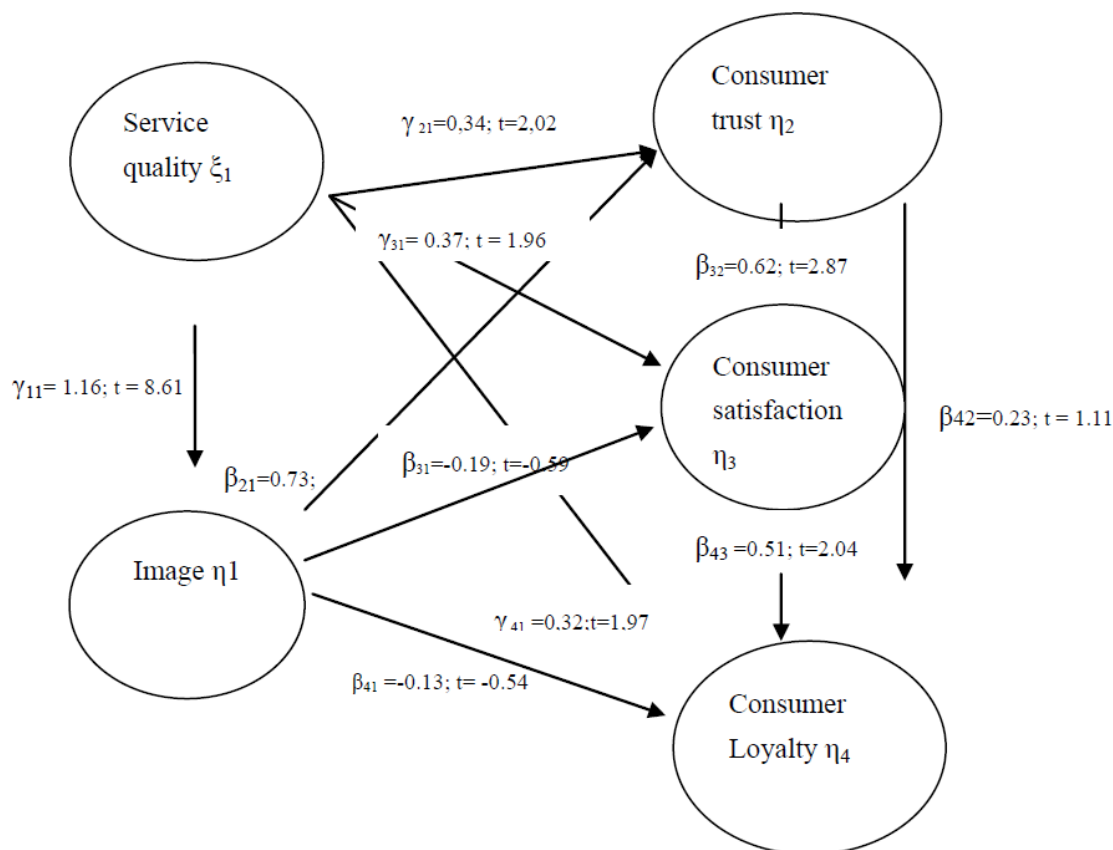 Consumer
trust η₂
Service
quality ξ₁
γ ₂₁=0,34; t=2,02
γ₃₁= 0.37; t = 1.96
β₃₂=0.62; t=2.87
Consumer
satisfaction
η₃
γ₁₁= 1.16; t = 8.61
β42=0.23; t = 1.11
β₂₁=0.73;
β₃₁=-0.19; t=-0.59
β₄₃ =0.51; t=2.04
Image η1
γ ₄₁ =0.32;t=1.97
β₄₁ =-0.13; t= -0.54
Consumer
Loyalty η₄